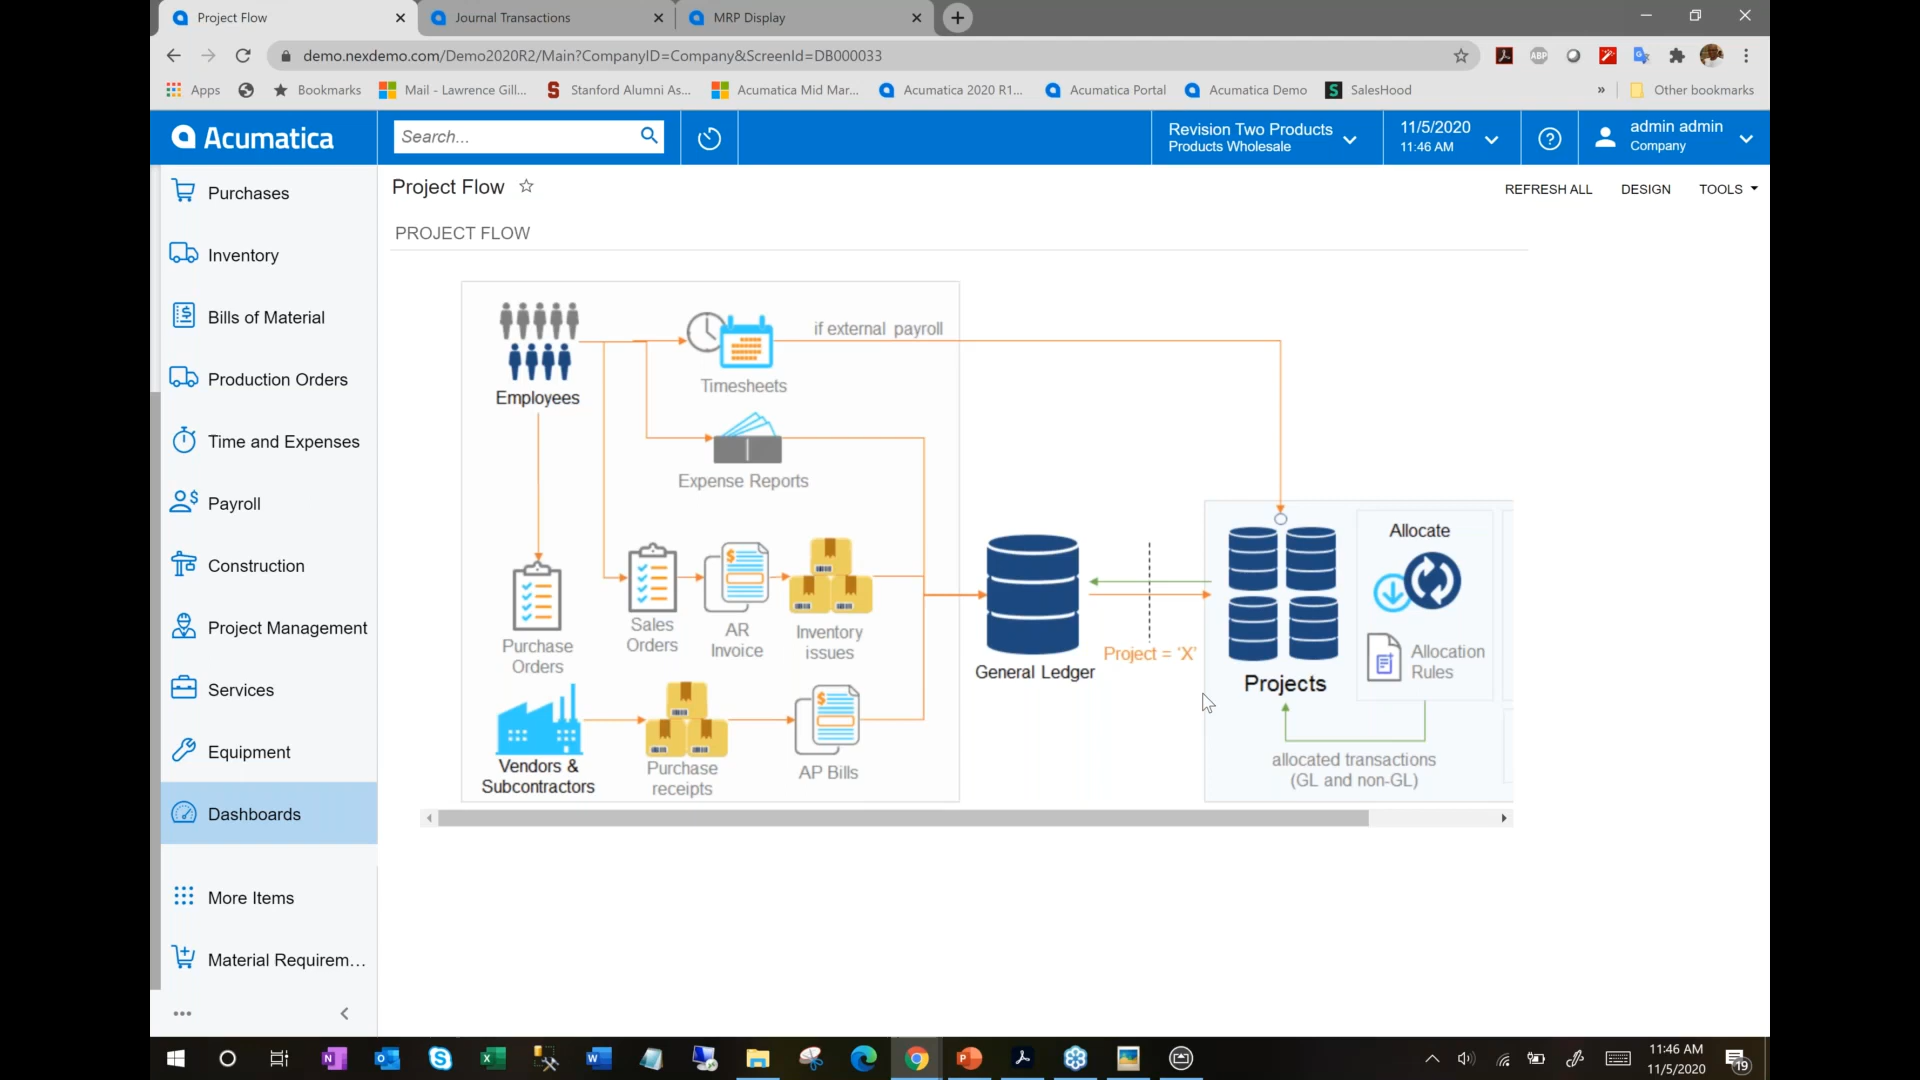 Project Flow
Journal Transactions
MRP Display
demo.nexdemo.com/Demo2020R2/Main?CompanyID=Company&ScreenId=DB000033
ABP
Apps
Bookmarks
Mail - Lawrence Gill...
S
Stanford Alumni As...
Acumatica Mid Mar...
Acumatica 2020 R1...
Acumatica Portal
Acumatica Demo
S
SalesHood
»
Other bookmarks
Acumatica
Search...
Revision Two Products
Products Wholesale
11/5/2020
11:46 AM
admin admin
Company
Purchases
Inventory
Bills of Material
Production Orders
Time and Expenses
Payroll
Construction
Project Management
Services
Equipment
Dashboards
More Items
Material Requirem...
Project Flow
REFRESH ALL
DESIGN
TOOLS
PROJECT FLOW
if external payroll
Timesheets
Employees
Expense Reports
Purchase
Orders
Sales
Orders
AR
Invoice
Inventory
issues
General Ledger
Project = 'X'
Allocate
Allocation
Rules
Projects
allocated transactions
(GL and non-GL)
Vendors &
Subcontractors
Purchase
receipts
AP Bills
11:46 AM
11/5/2020
19